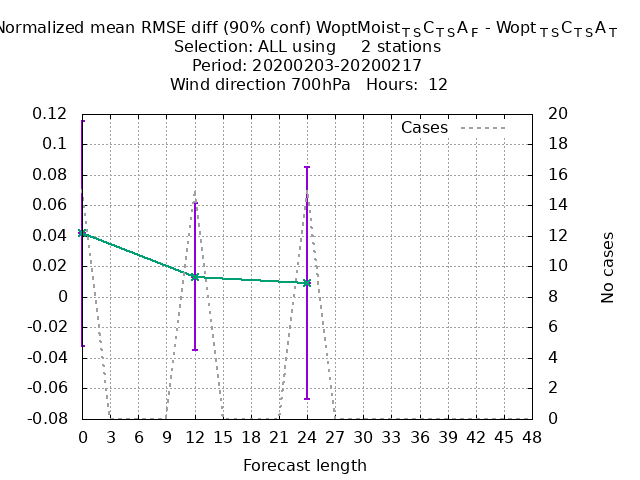 Normalized mean RMSE diff (90% conf) WoptMoist_TSC_TSA_F - Wopt_TSC_TSA_T
Selection: ALL using 2 stations
Period: 20200203-20200217
Wind direction 700hPa Hours: 12
0.12 20
0.1 18
0.08 16
0.06 14
0.04 12
0.02 10
0 8
-0.02 6
-0.04 4
-0.06 2
-0.08 0
Cases
No cases
0 3 6 9 12 15 18 21 24 27 30 33 36 39 42 45 48
Forecast length